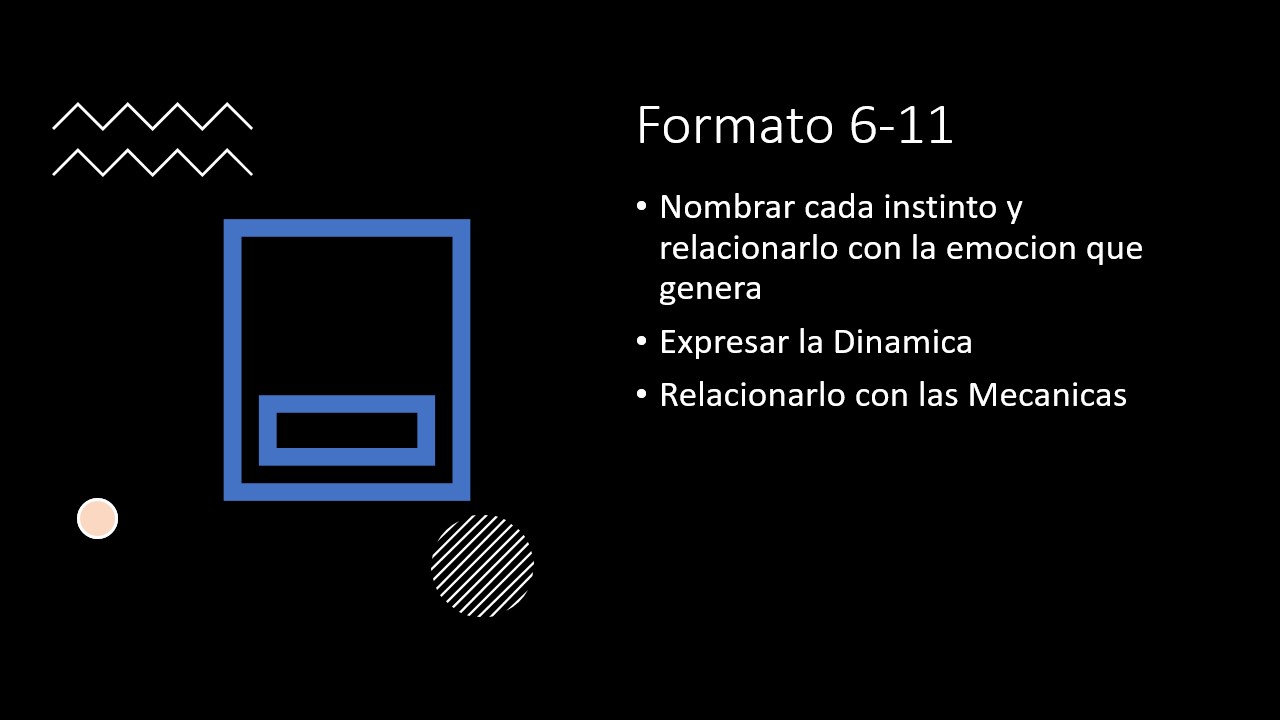 Formato 6-11
• Nombrar cada instinto y
relacionarlo con la emocion que
genera
• Expresar la Dinamica
• Relacionarlo con las Mecanicas